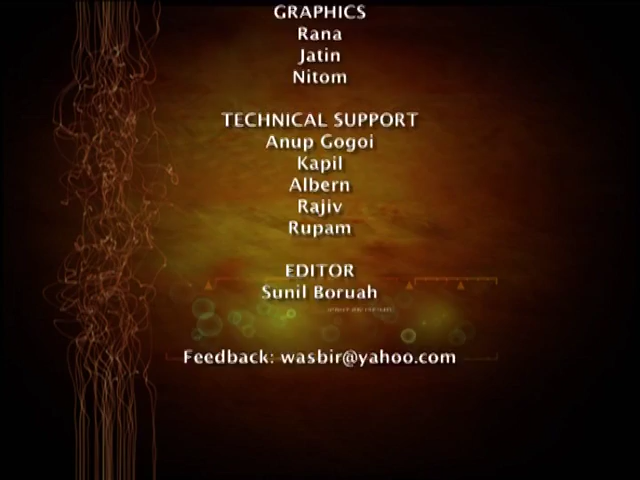 GRAPHICS
Rana
Jatin
Nitom
TECHNICAL SUPPORT
Anup Gogoi
Kapil
Albern
Rajiv
Rupam
EDITOR
Sunil Boruah
Feedback: wasbir@yahoo.com